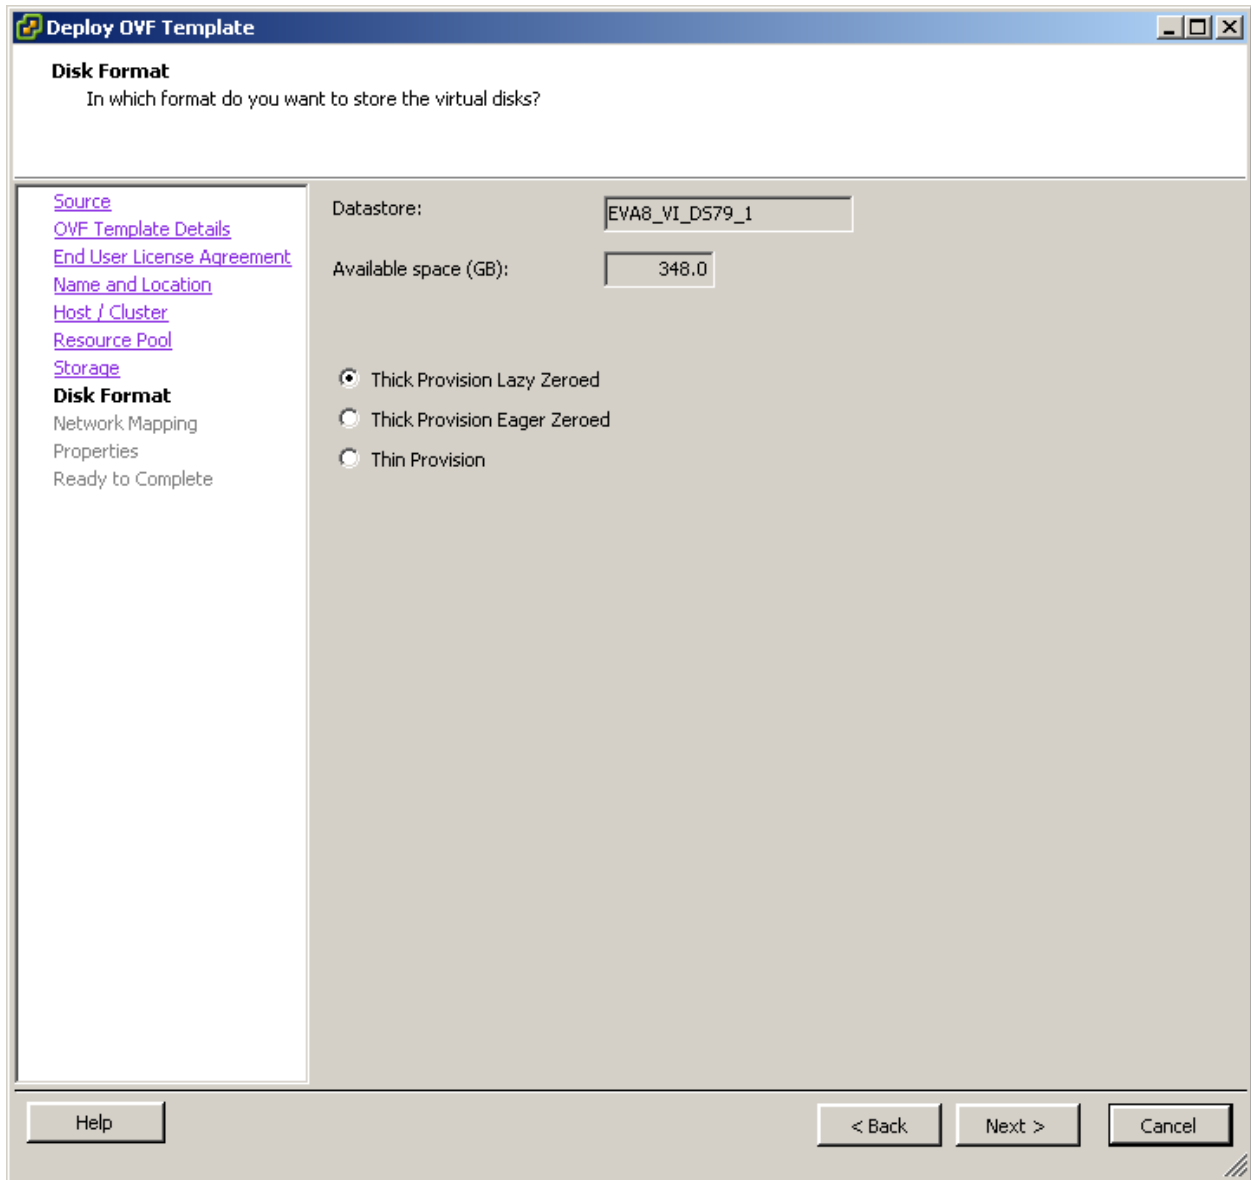 Deploy OVF Template
Disk Format
In which format do you want to store the virtual disks?
Source
OVF Template Details
End User License Agreement
Name and Location
Host / Cluster
Resource Pool
Storage
Disk Format
Network Mapping
Properties
Ready to Complete
Datastore: EVA8_VI_DS79_1
Available space (GB): 348.0
Thick Provision Lazy Zeroed
Thick Provision Eager Zeroed
Thin Provision
Help
< Back
Next >
Cancel